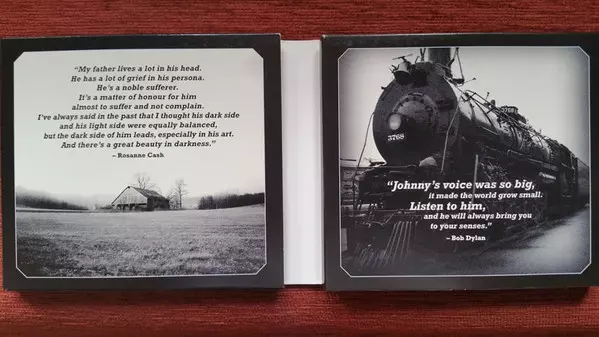 “My father lives a lot in his head.
He has a lot of grief in his persona.
He’s a noble sufferer.
It’s a matter of honour for him
almost to suffer and not complain.
I’ve always said in the past that I thought his dark side
and his light side were equally balanced,
but the dark side of him leads, especially in his art.
And there’s a great beauty in darkness.”
– Rosanne Cash
3768
3768
“Johnny’s voice was so big,
it made the world grow small.
Listen to him,
and he will always bring you
to your senses.”
– Bob Dylan